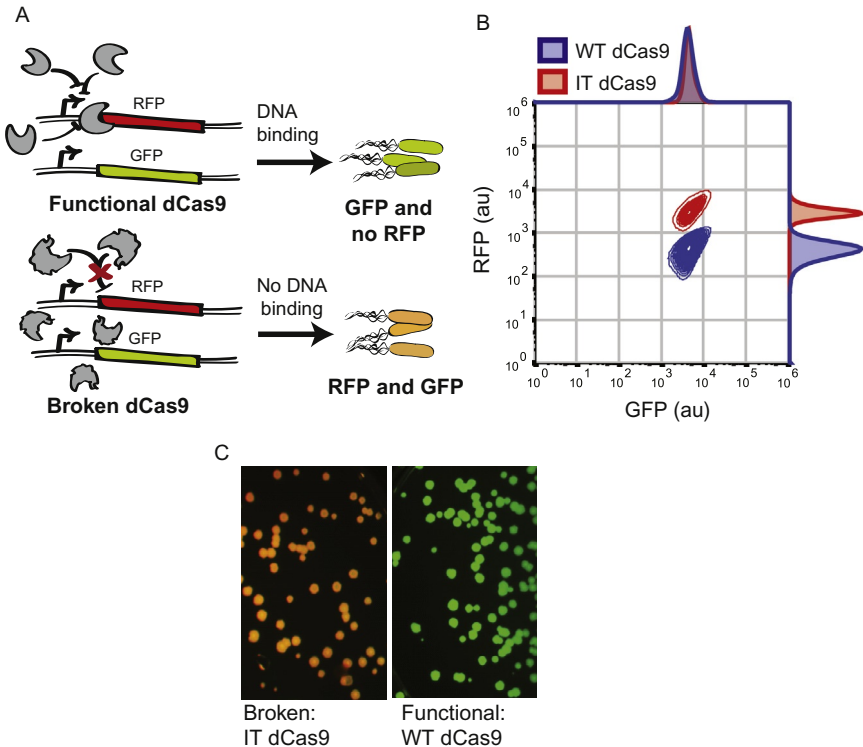 A
RFP
GFP
Functional dCas9
DNA
binding
GFP and
no RFP
RFP
GFP
Broken dCas9
No DNA
binding
RFP and GFP
B
WT dCas9
IT dCas9
10^6
10^5
10^4
10^3
10^2
10^1
10^0
RFP (au)
10^0 10^1 10^2 10^3 10^4 10^5 10^6
GFP (au)
C
Broken:
IT dCas9
Functional:
WT dCas9